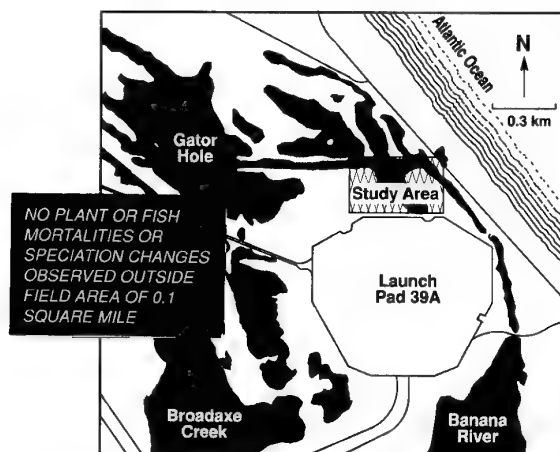 Atlantic Ocean
N
0.3 km
Gator
Hole
Study Area
NO PLANT OR FISH
MORTALITIES OR
SPECIATION CHANGES
OBSERVED OUTSIDE
FIELD AREA OF 0.1
SQUARE MILE
Launch
Pad 39A
Broadaxe
Creek
Banana
River